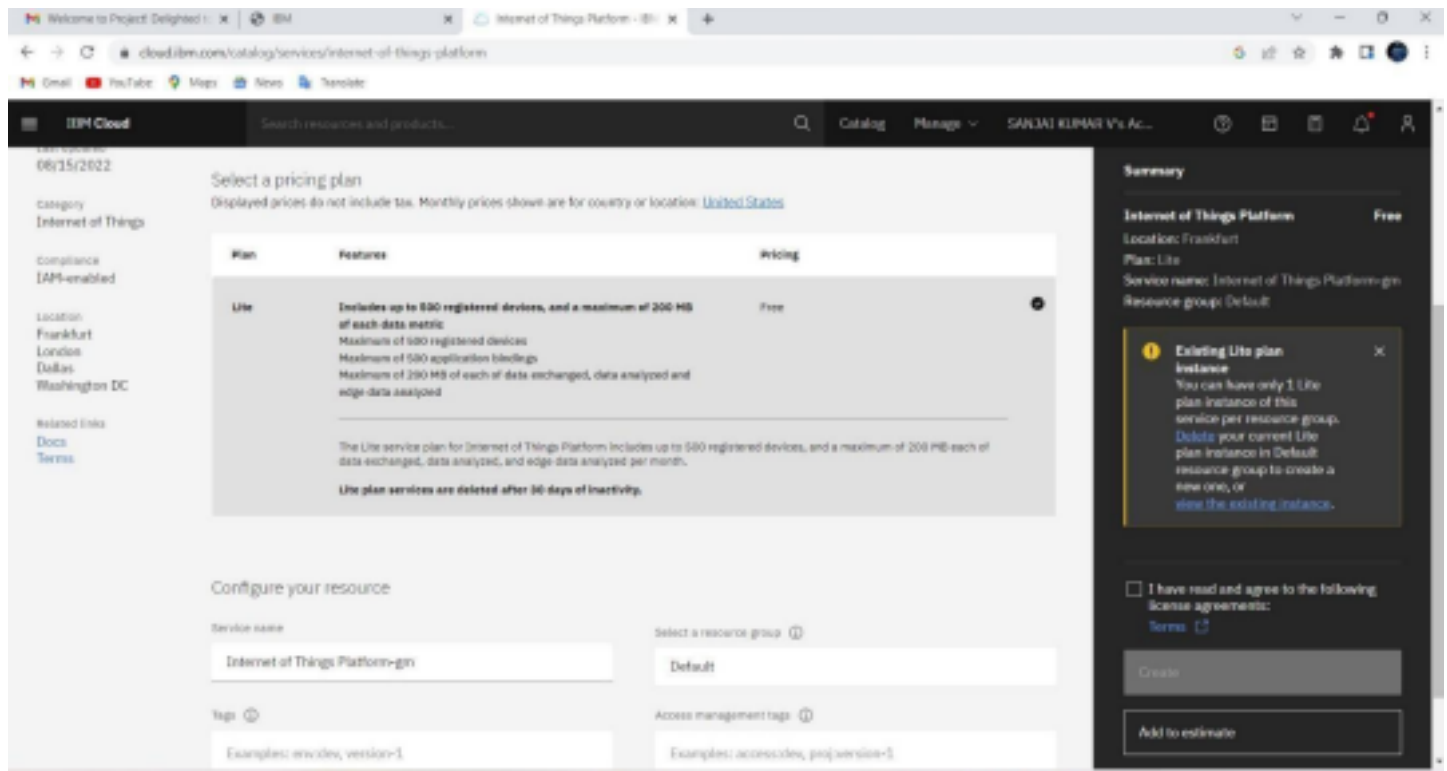 Welcome to Project! Delighted t
IBM
Internet of Things Platform - IB
cloud.ibm.com/catalog/services/internet-of-things-platform
Gmail
YouTube
Maps
News
Translate
IBM Cloud
Search resources and products...
Catalog
Manage
SANJAI KUMAR V's Ac...
Last updated
08/15/2022
Category
Internet of Things
Compliance
IAM-enabled
Location
Frankfurt
London
Dallas
Washington DC
Related links
Docs
Terms
Select a pricing plan
Displayed prices do not include tax. Monthly prices shown are for country or location: United States
Plan
Features
Pricing
Lite
Includes up to 500 registered devices, and a maximum of 200 MB
of each data metric
Free
Maximum of 500 registered devices
Maximum of 500 application bindings
Maximum of 200 MB of each of data exchanged, data analyzed and
edge data analyzed
The Lite service plan for Internet of Things Platform includes up to 500 registered devices, and a maximum of 200 MB each of
data exchanged, data analyzed, and edge data analyzed per month.
Lite plan services are deleted after 30 days of inactivity.
Configure your resource
Service name
Internet of Things Platform-gm
Select a resource group
Default
Tags
Examples: env:dev, version-1
Access management tags
Examples: access:dev, proj:version-1
Summary
Internet of Things Platform
Free
Location: Frankfurt
Plan: Lite
Service name: Internet of Things Platform-gm
Resource group: Default
Existing Lite plan
instance
You can have only 1 Lite
plan instance of this
service per resource group.
Delete your current Lite
plan instance in Default
resource group to create a
new one, or
view the existing instance.
I have read and agree to the following
license agreements:
Terms
Create
Add to estimate